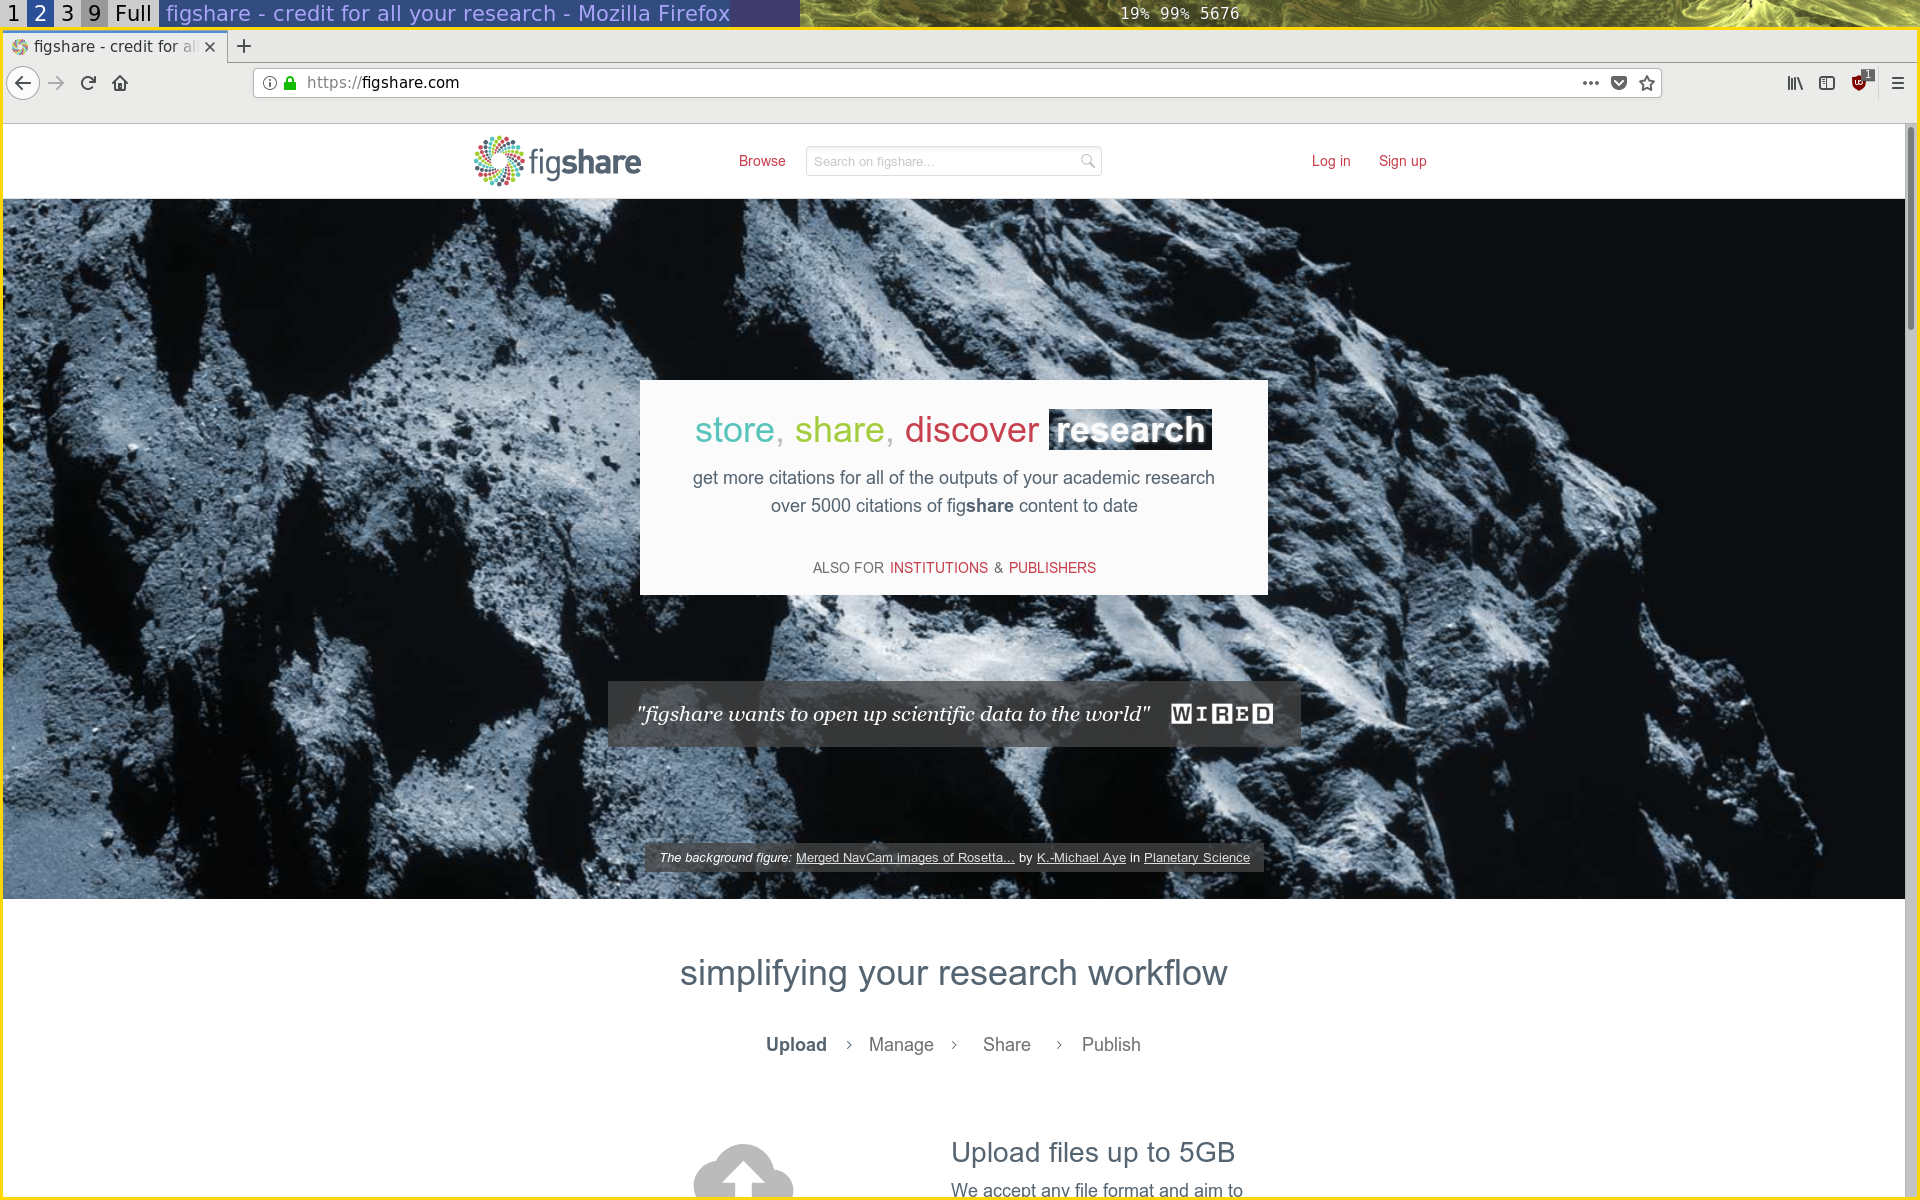 1 2 3 9 Full figshare - credit for all your research - Mozilla Firefox 19% 99% 5676
figshare - credit for al
https://figshare.com
1
figshare Browse Search on figshare... Log in Sign up
store, share, discover research
get more citations for all of the outputs of your academic research
over 5000 citations of figshare content to date
ALSO FOR INSTITUTIONS & PUBLISHERS
"figshare wants to open up scientific data to the world" WIRED
The background figure: Merged NavCam images of Rosetta... by K.-Michael Aye in Planetary Science
simplifying your research workflow
Upload > Manage > Share > Publish
Upload files up to 5GB
We accept any file format and aim to